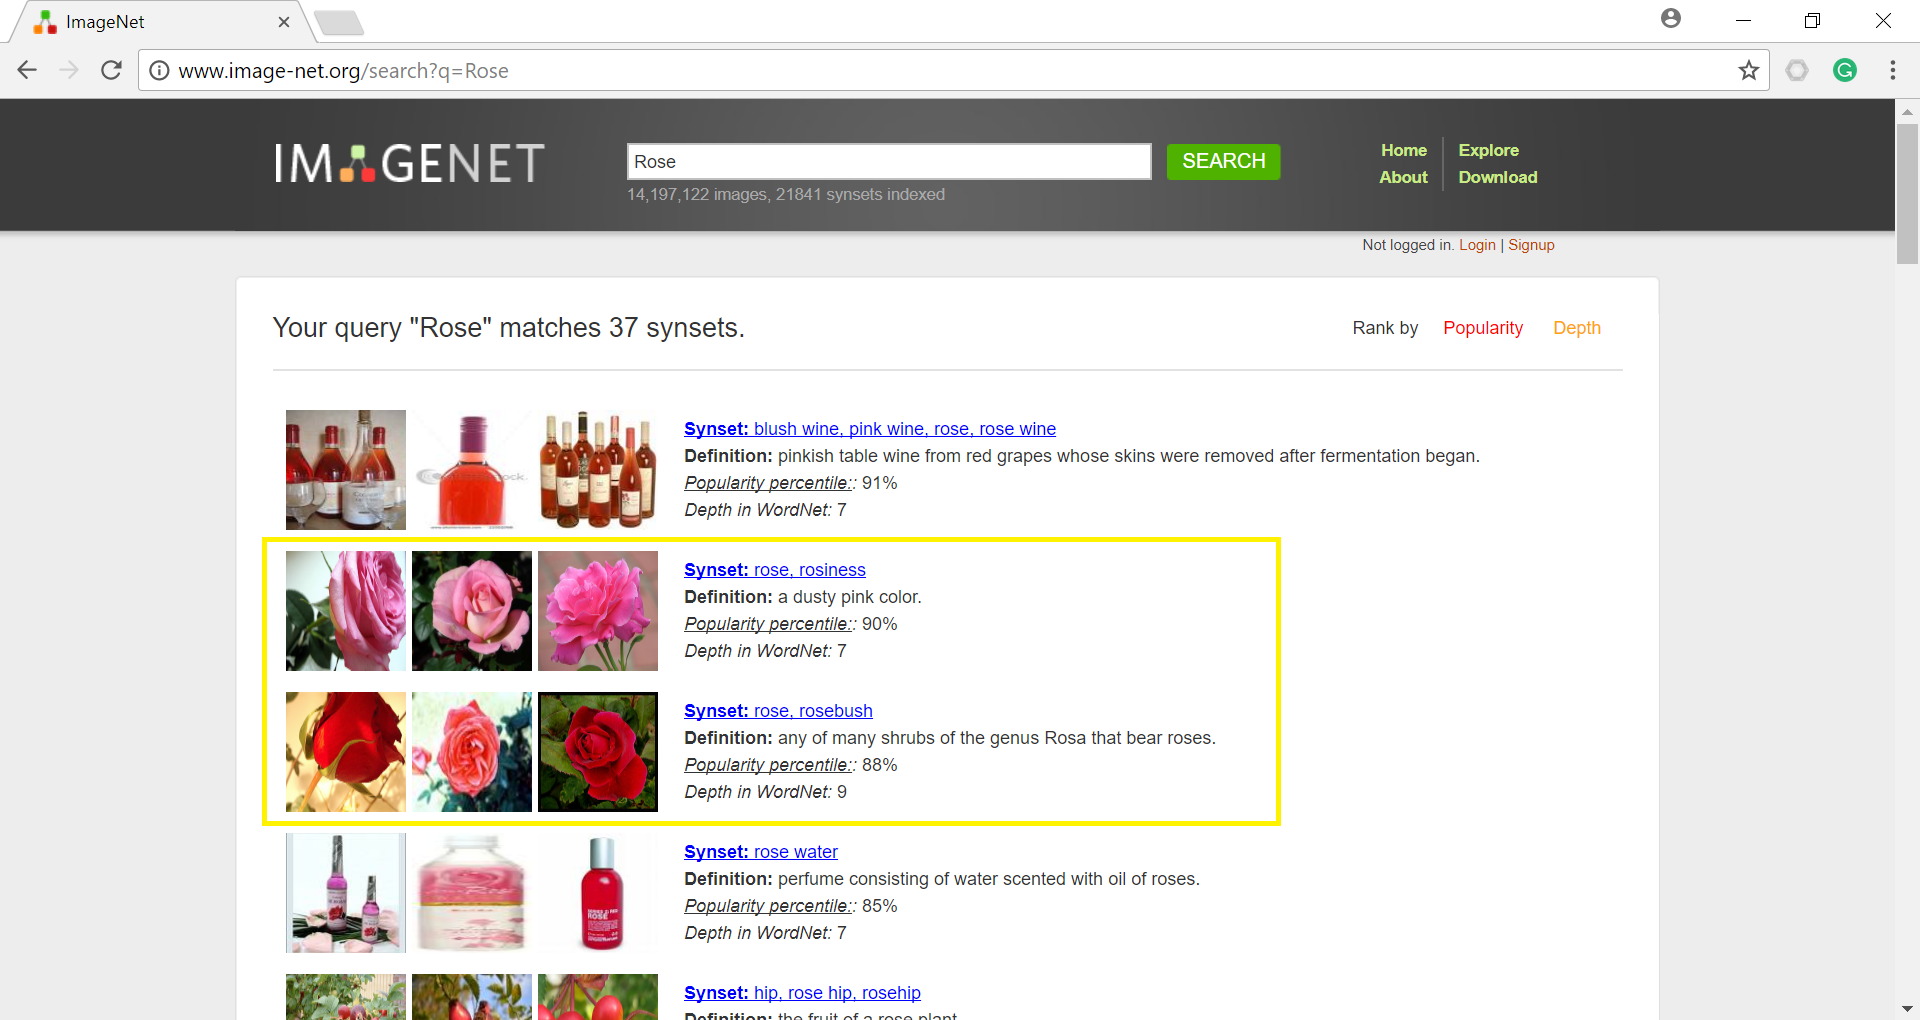 ImageNet
www.image-net.org/search?q=Rose
IMAGENET
Rose
SEARCH
Home
Explore
About
Download
14,197,122 images, 21841 synsets indexed
Not logged in. Login | Signup
Your query "Rose" matches 37 synsets.
Rank by Popularity Depth
Synset: blush wine, pink wine, rose, rose wine
Definition: pinkish table wine from red grapes whose skins were removed after fermentation began.
Popularity percentile:: 91%
Depth in WordNet: 7
Synset: rose, rosiness
Definition: a dusty pink color.
Popularity percentile:: 90%
Depth in WordNet: 7
Synset: rose, rosebush
Definition: any of many shrubs of the genus Rosa that bear roses.
Popularity percentile:: 88%
Depth in WordNet: 9
ROSE
Synset: rose water
Definition: perfume consisting of water scented with oil of roses.
Popularity percentile:: 85%
Depth in WordNet: 7
Synset: hip, rose hip, rosehip
Definition: the fruit of a rose plant